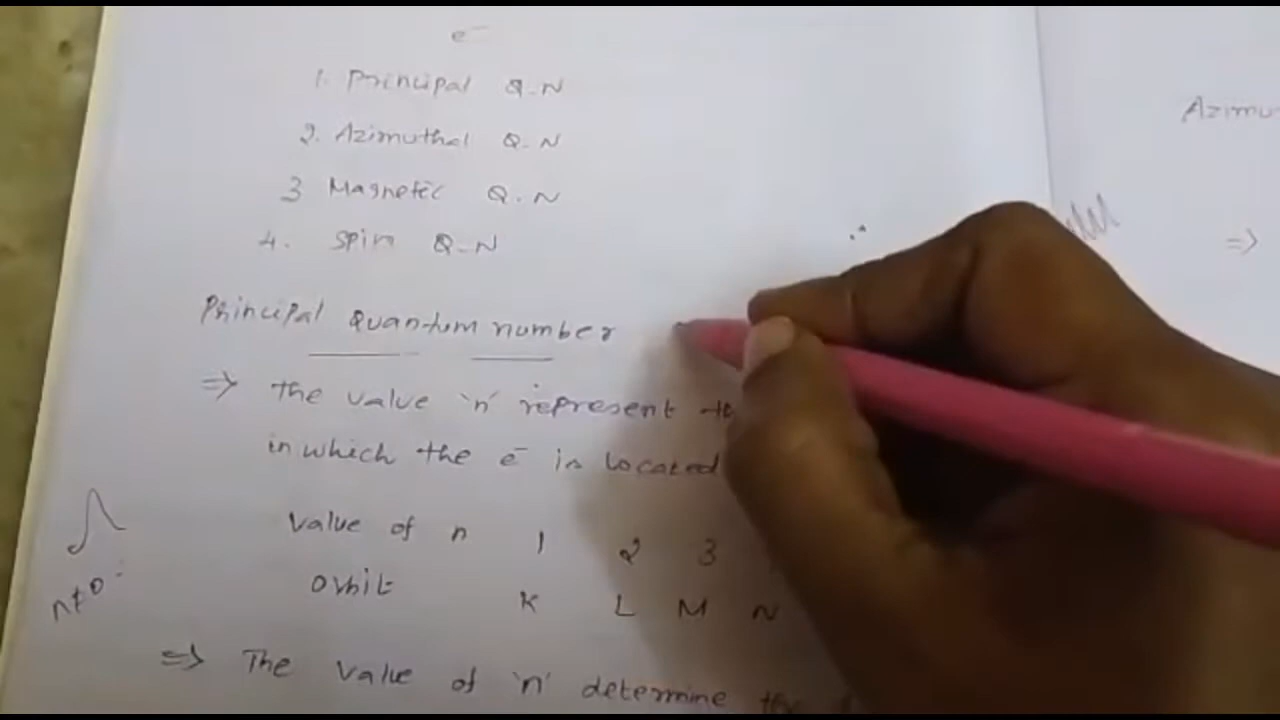 e⁻
1. Principal Q.N
2. Azimuthal Q.N
3 Magnetic Q.N
4. Spin Q.N
Azimu
=>
Principal Quantum number
=> the value 'n' represent
in which the e⁻ is located
value of n 1 2 3
orbit K L M N
n≠0
=> The value of 'n' determine the